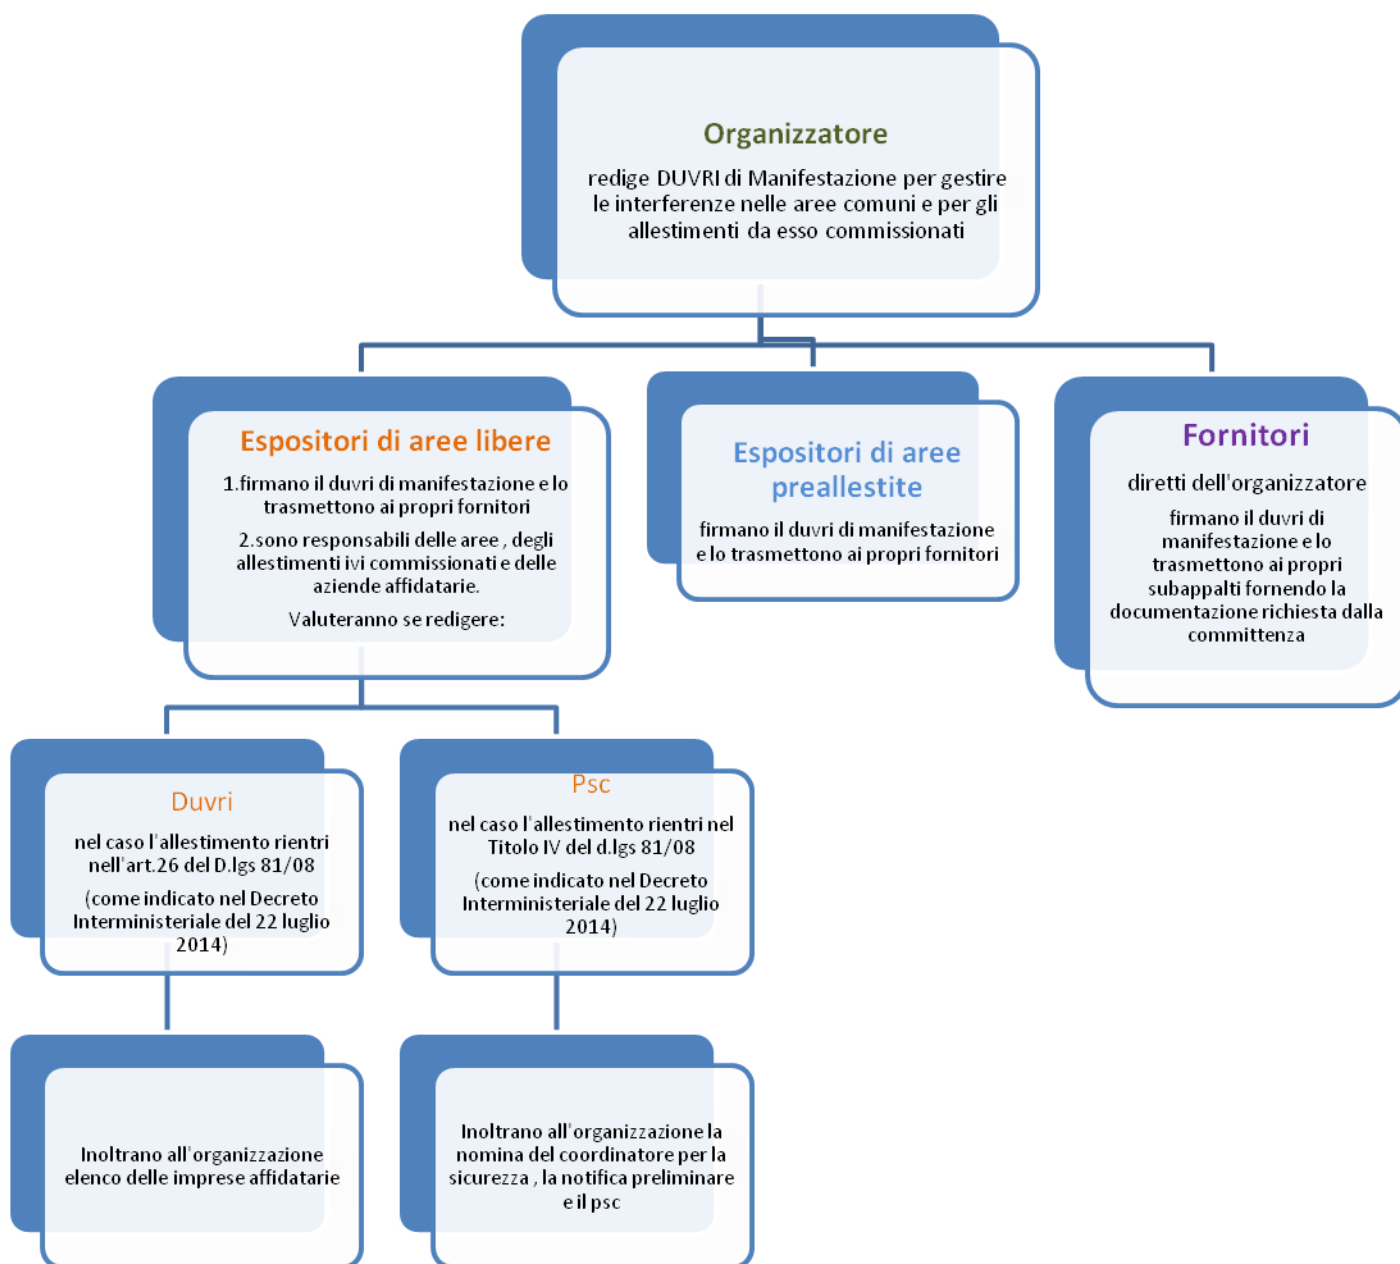 Organizzatore
redige DUVRI di Manifestazione per gestire
le interferenze nelle aree comuni e per gli
allestimenti da esso commissionati
Espositori di aree libere
1.firmano il duvri di manifestazione e lo
trasmettono ai propri fornitori
2.sono responsabili delle aree , degli
allestimenti ivi commissionati e delle
aziende affidatarie.
Valuteranno se redigere:
Espositori di aree
preallestite
firmano il duvri di manifestazione
e lo trasmettono ai propri fornitori
Fornitori
diretti dell'organizzatore
firmano il duvri di
manifestazione e lo
trasmettono ai propri
subappalti fornendo la
documentazione richiesta dalla
committenza
Duvri
nel caso l'allestimento rientri
nell'art.26 del D.lgs 81/08
(come indicato nel Decreto
Interministeriale del 22 luglio
2014)
Psc
nel caso l'allestimento rientri nel
Titolo IV del d.lgs 81/08
(come indicato nel Decreto
Interministeriale del 22 luglio
2014)
Inoltrano all'organizzazione
elenco delle imprese affidatarie
Inoltrano all'organizzazione la
nomina del coordinatore per la
sicurezza , la notifica preliminare
e il psc